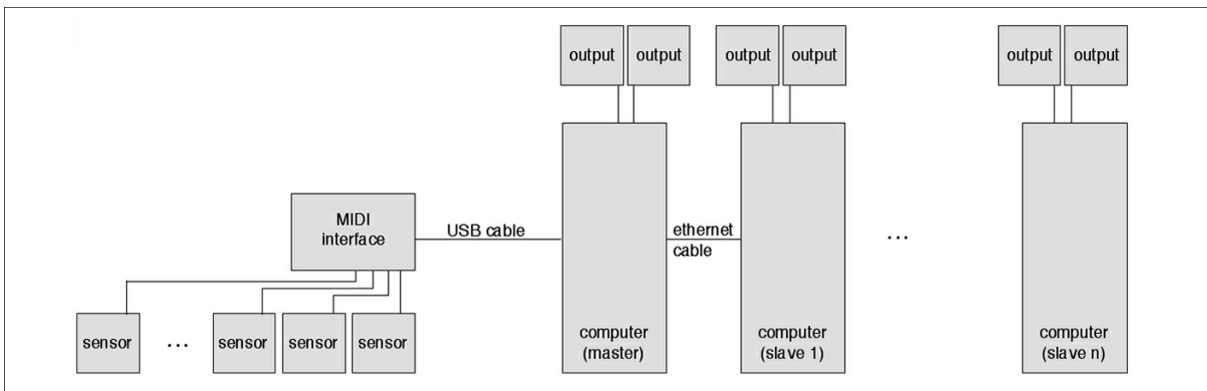 output output output output output output
MIDI
interface
USB cable
ethernet
cable
...
sensor ... sensor sensor sensor
computer
(master)
computer
(slave 1)
computer
(slave n)